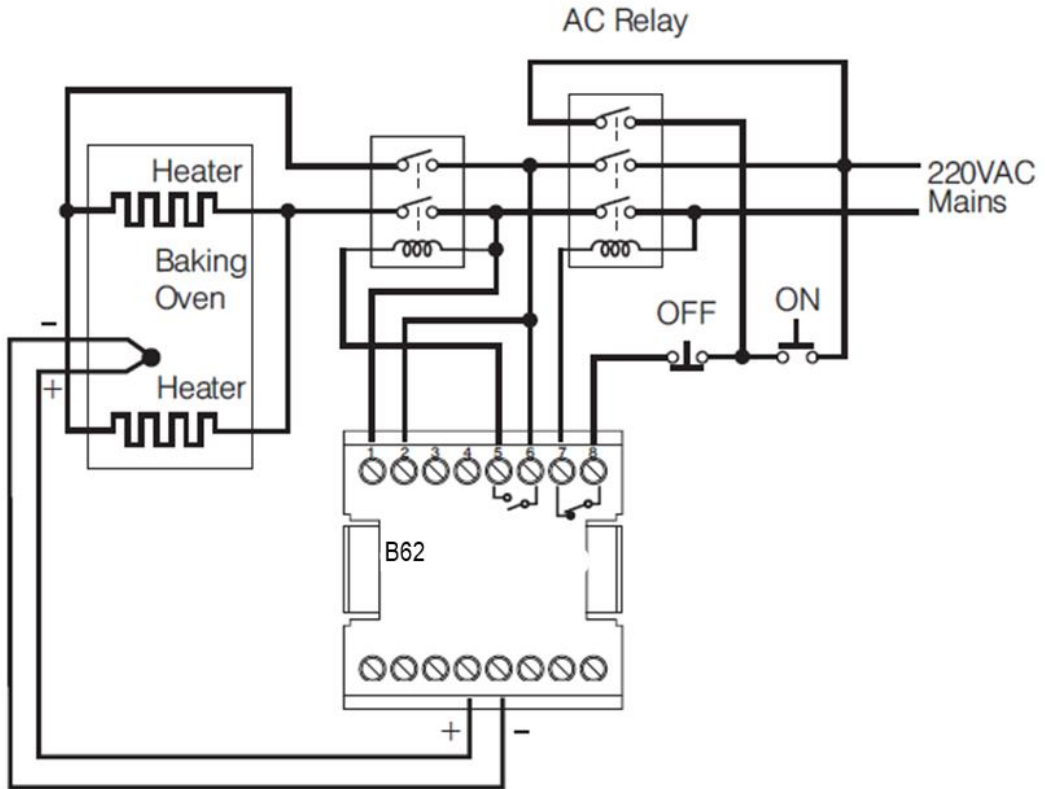 AC Relay
220VAC
Mains
Heater
Baking
Oven
OFF
ON
-
+
Heater
1 2 3 4 5 6 7 8
B62
+ -